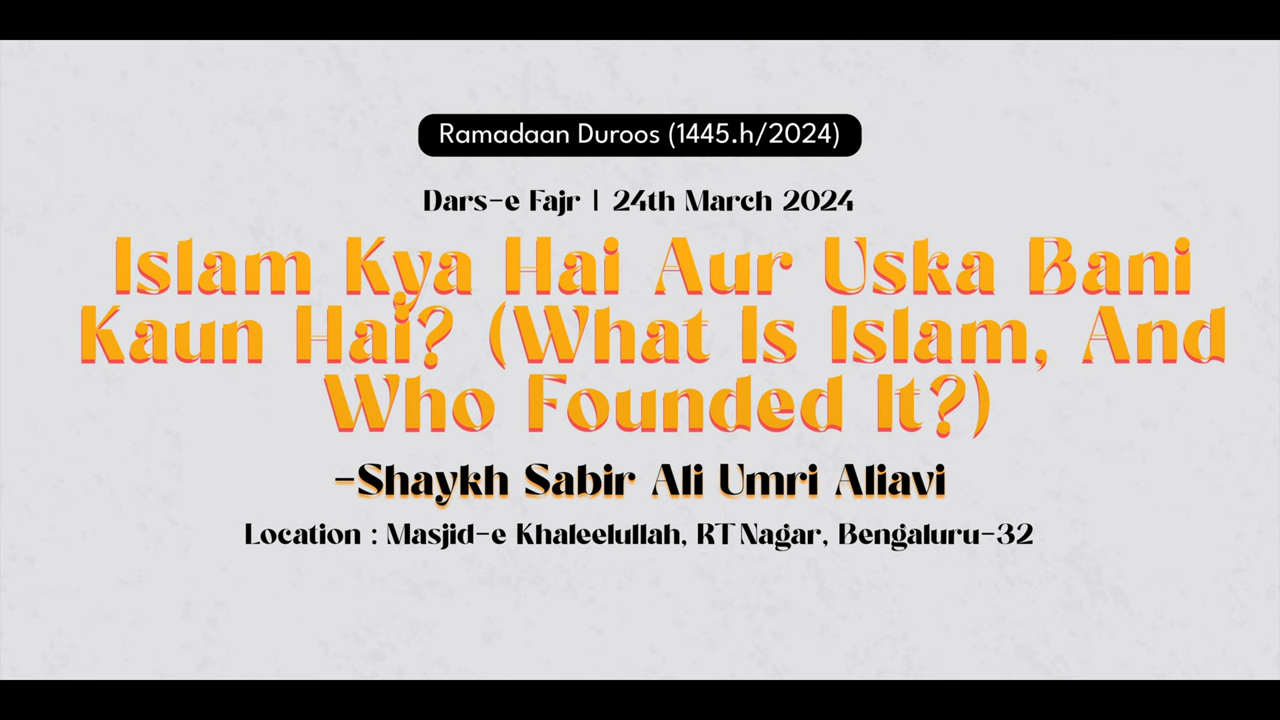 Ramadaan Duroos (1445.h/2024)
Dars-e Fajr | 24th March 2024
Islam Kya Hai Aur Uska Bani
Kaun Hai? (What Is Islam, And
Who Founded It?)
-Shaykh Sabir Ali Umri Aliavi
Location : Masjid-e Khaleelullah, RT Nagar, Bengaluru-32